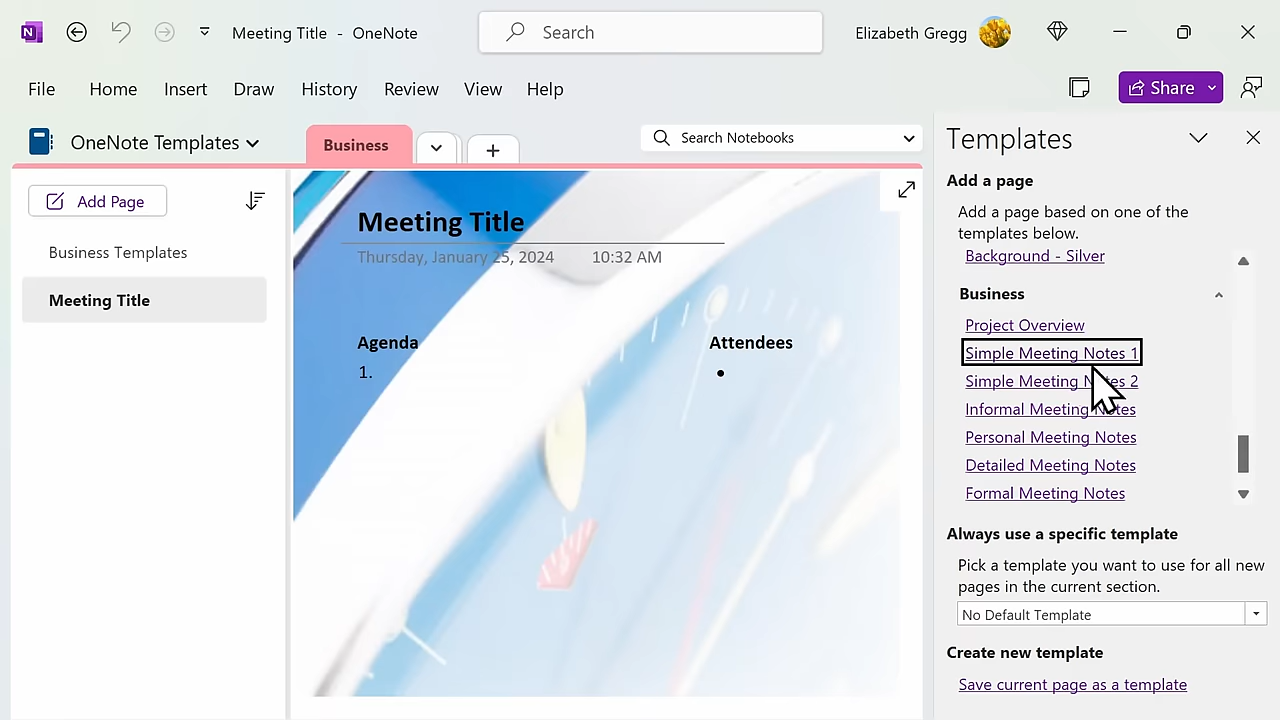 N
Meeting Title - OneNote
Search
Elizabeth Gregg
File Home Insert Draw History Review View Help
Share
OneNote Templates
Business
+
Search Notebooks
Add Page
Business Templates
Meeting Title
Meeting Title
Thursday, January 25, 2024 10:32 AM
Agenda
1.
Attendees
•
Templates
Add a page
Add a page based on one of the
templates below.
Background - Silver
Business
Project Overview
Simple Meeting Notes 1
Simple Meeting Notes 2
Informal Meeting Notes
Personal Meeting Notes
Detailed Meeting Notes
Formal Meeting Notes
Always use a specific template
Pick a template you want to use for all new
pages in the current section.
No Default Template
Create new template
Save current page as a template